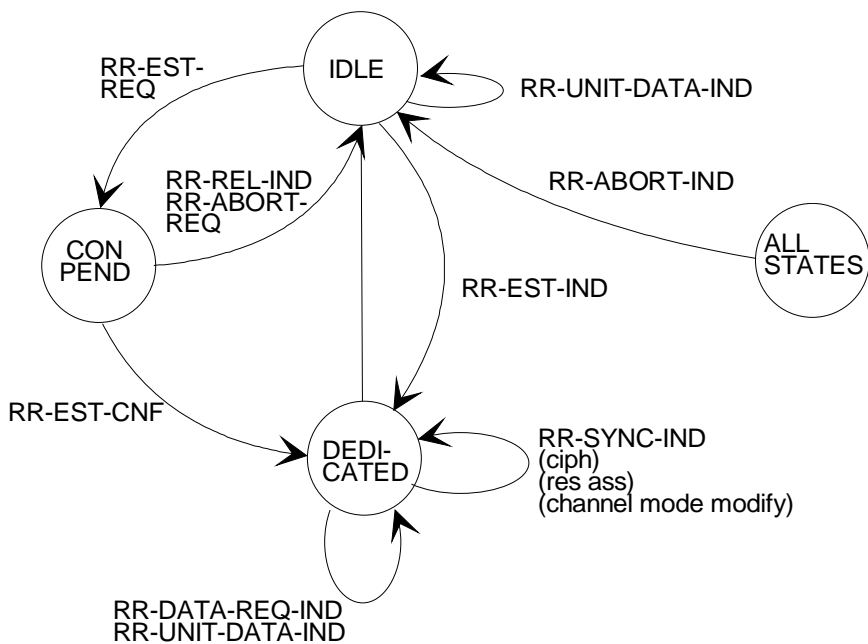 RR-EST-
REQ
IDLE
RR-UNIT-DATA-IND
RR-REL-IND
RR-ABORT-
REQ
RR-ABORT-IND
CON
PEND
ALL
STATES
RR-EST-IND
RR-EST-CNF
DEDI-
CATED
RR-SYNC-IND
(ciph)
(res ass)
(channel mode modify)
RR-DATA-REQ-IND
RR-UNIT-DATA-IND